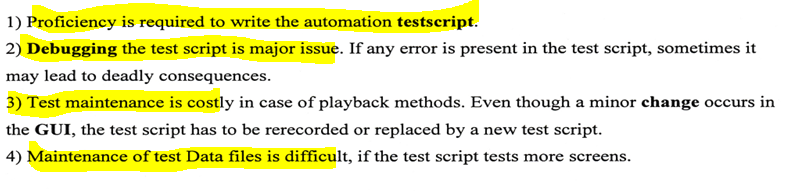 1) Proficiency is required to write the automation testscript.
2) Debugging the test script is major issue. If any error is present in the test script, sometimes it
may lead to deadly consequences.
3) Test maintenance is costly in case of playback methods. Even though a minor change occurs in
the GUI, the test script has to be rerecorded or replaced by a new test script.
4) Maintenance of test Data files is difficult, if the test script tests more screens.